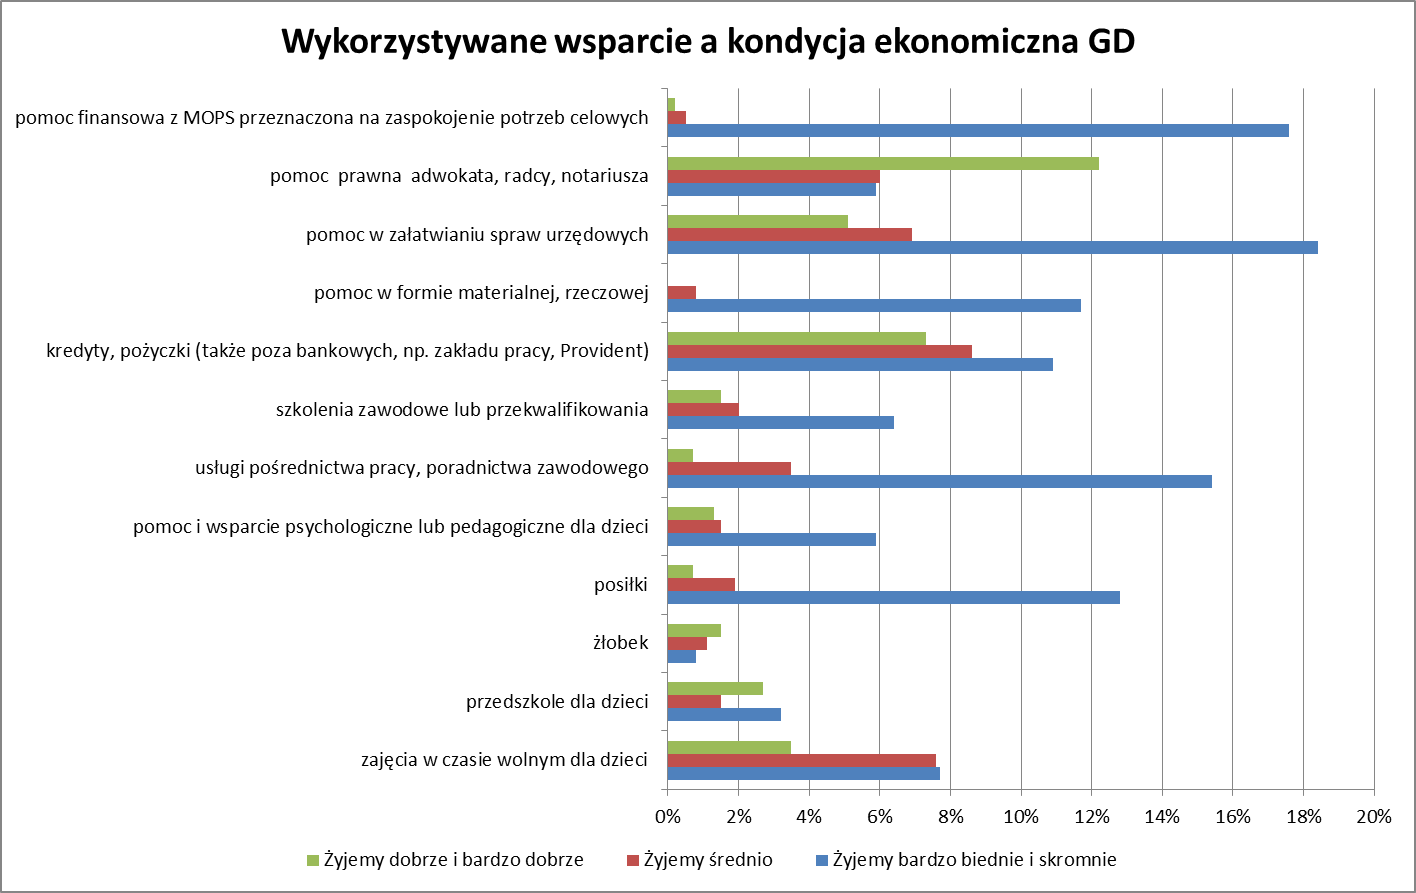 Wykorzystywane wsparcie a kondycja ekonomiczna GD
pomoc finansowa z MOPS przeznaczona na zaspokojenie potrzeb celowych
pomoc  prawna  adwokata, radcy, notariusza
pomoc w załatwianiu spraw urzędowych
pomoc w formie materialnej, rzeczowej
kredyty, pożyczki (także poza bankowych, np. zakładu pracy, Provident)
szkolenia zawodowe lub przekwalifikowania
usługi pośrednictwa pracy, poradnictwa zawodowego
pomoc i wsparcie psychologiczne lub pedagogiczne dla dzieci
posiłki
żłobek
przedszkole dla dzieci
zajęcia w czasie wolnym dla dzieci
0% 2% 4% 6% 8% 10% 12% 14% 16% 18% 20%
Żyjemy dobrze i bardzo dobrze Żyjemy średnio Żyjemy bardzo biednie i skromnie